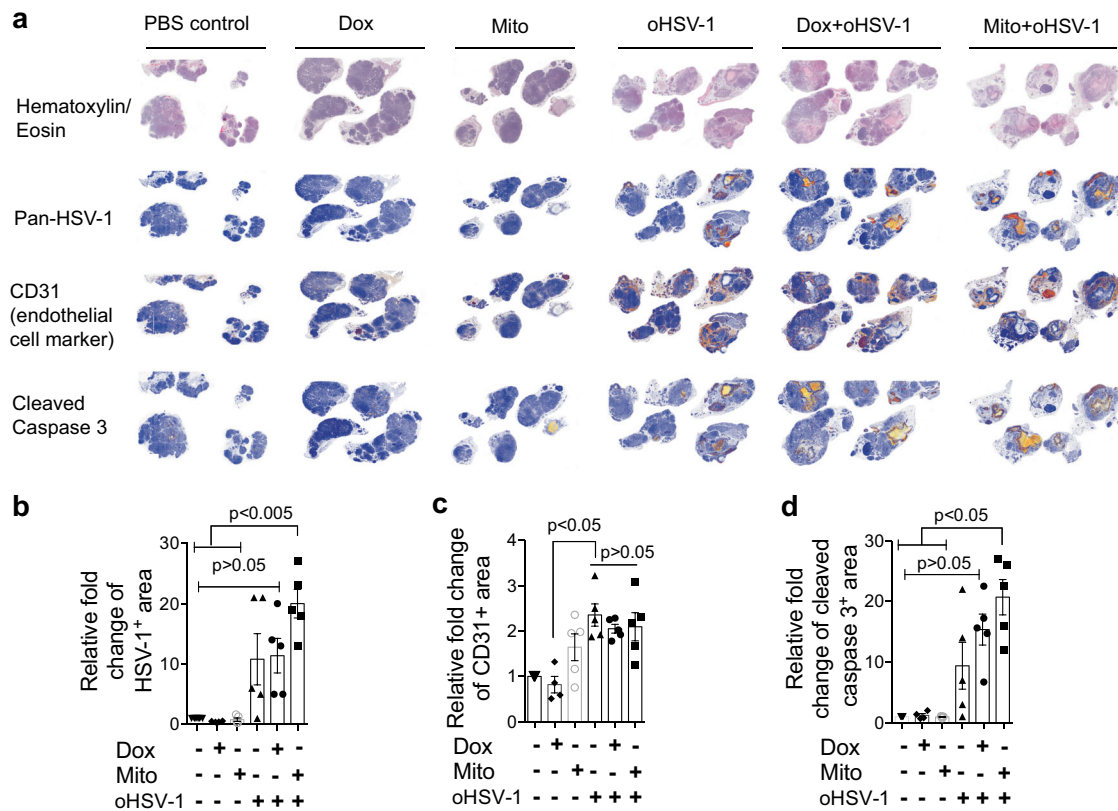 a
PBS control
Dox
Mito
oHSV-1
Dox+oHSV-1
Mito+oHSV-1
Hematoxylin/
Eosin
Pan-HSV-1
CD31
(endothelial
cell marker)
Cleaved
Caspase 3
b
Relative fold
change of
HSV-1⁺ area
30
20
10
0
p<0.005
p>0.05
Dox - + - - + -
Mito - - + - - +
oHSV-1 - - - + + +
c
Relative fold change
of CD31+ area
4
3
2
1
0
p<0.05
p>0.05
Dox - + - - + -
Mito - - + - - +
oHSV-1 - - - + + +
d
Relative fold
change of cleaved
caspase 3⁺ area
30
20
10
0
p<0.05
p>0.05
Dox - + - - + -
Mito - - + - - +
oHSV-1 - - - + + +